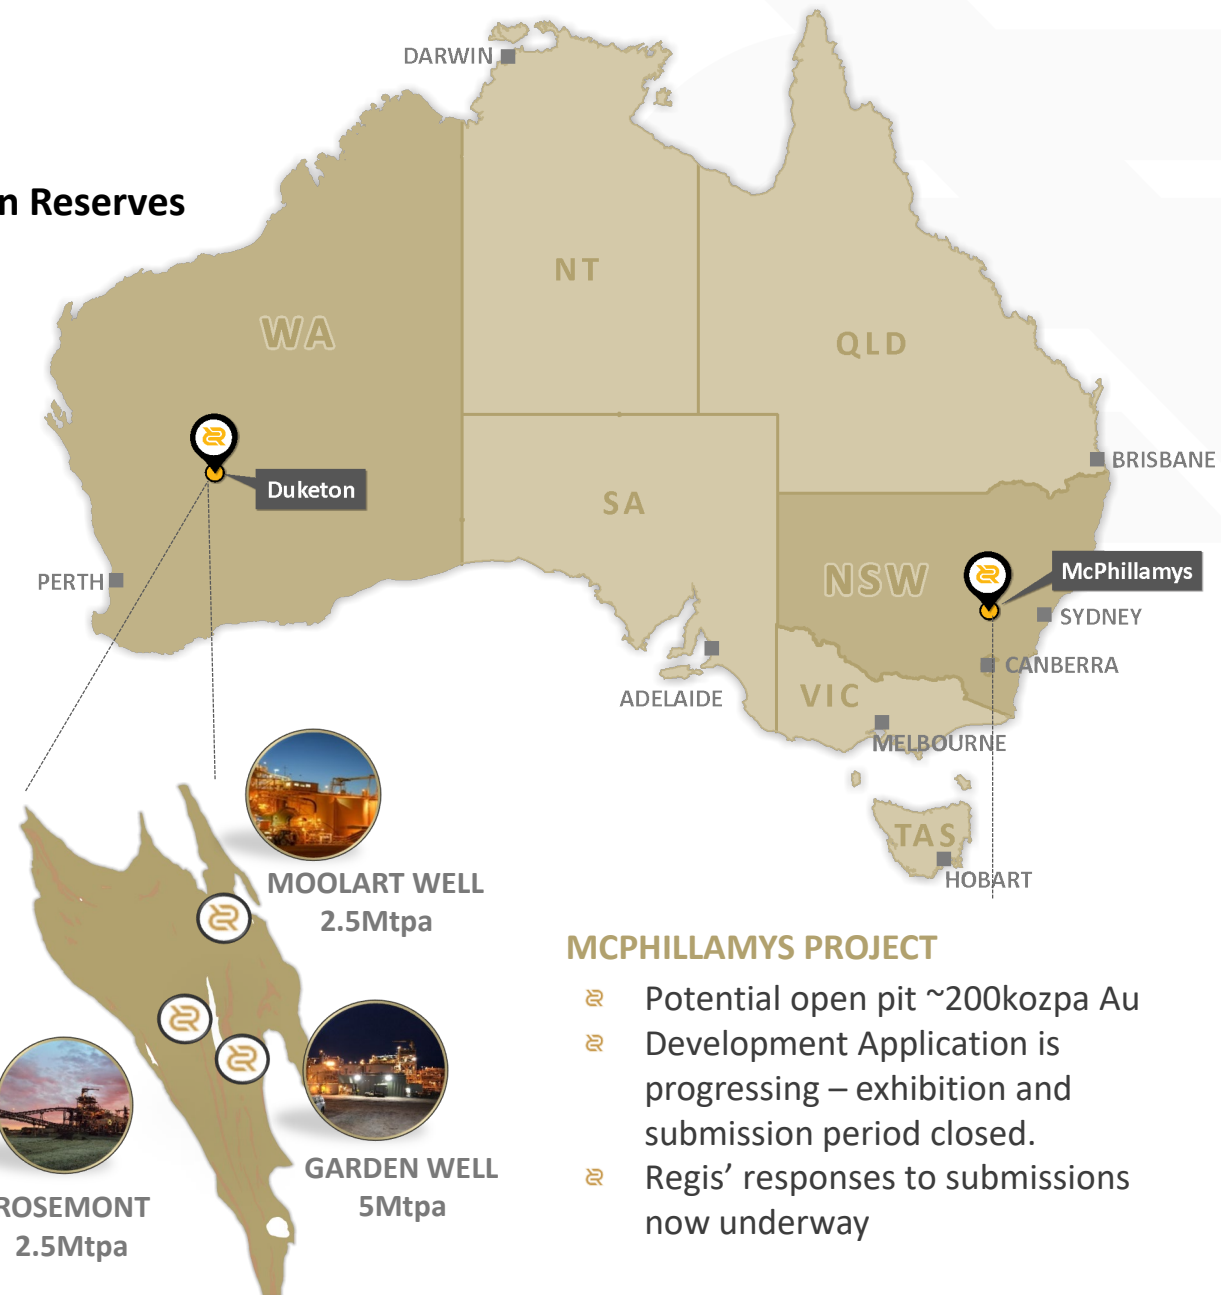 DARWIN
n Reserves
NT
WA
QLD
BRISBANE
Duketon
SA
McPhillamys
NSW
PERTH
SYDNEY
CANBERRA
ADELAIDE
VIC
MELBOURNE
TAS
HOBART
MOOLART WELL
2.5Mtpa
GARDEN WELL
5Mtpa
ROSEMONT
2.5Mtpa
MCPHILLAMYS PROJECT
Potential open pit ~200kozpa Au
Development Application is
progressing – exhibition and
submission period closed.
Regis’ responses to submissions
now underway